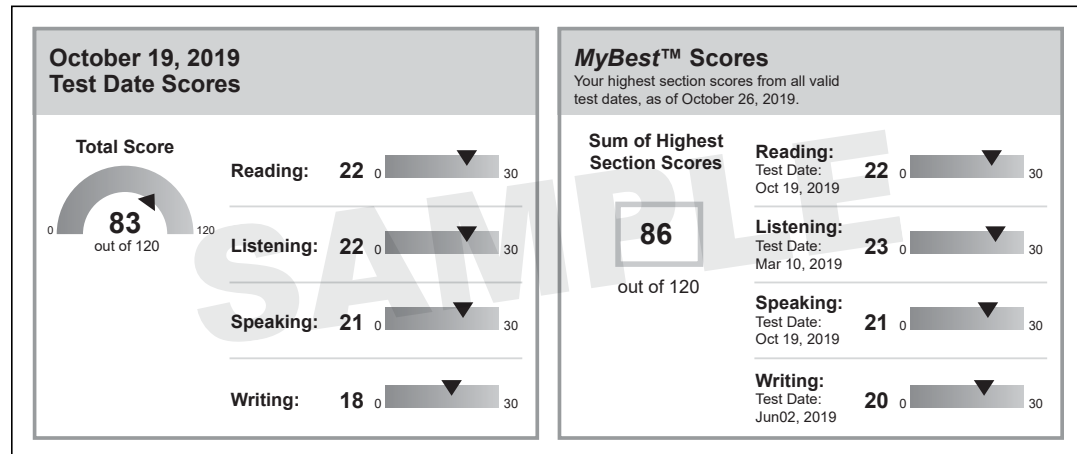 October 19, 2019
Test Date Scores
Total Score
0
83
120
out of 120
Reading: 22 0 30
Listening: 22 0 30
Speaking: 21 0 30
Writing: 18 0 30
MyBest™ Scores
Your highest section scores from all valid
test dates, as of October 26, 2019.
Sum of Highest
Section Scores
86
out of 120
Reading:
Test Date:
Oct 19, 2019
22 0 30
Listening:
Test Date:
Mar 10, 2019
23 0 30
Speaking:
Test Date:
Oct 19, 2019
21 0 30
Writing:
Test Date:
Jun02, 2019
20 0 30
SAMPLE